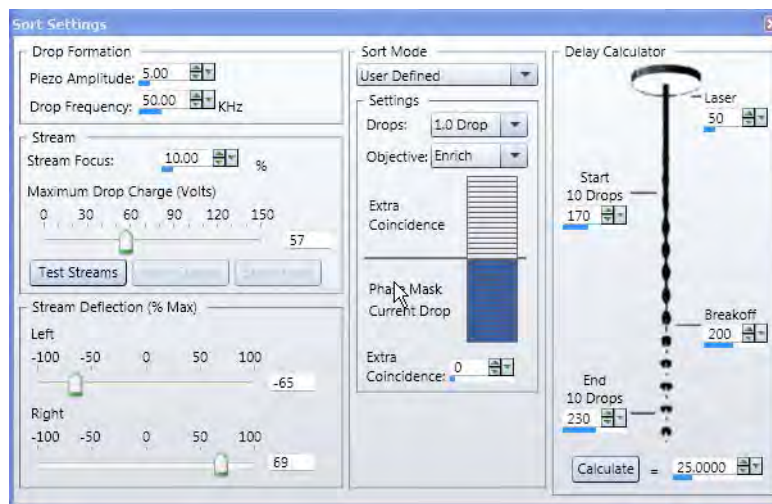 Sort Settings
Drop Formation
Piezo Amplitude: 5.00
Drop Frequency: 50.00 KHz
Stream
Stream Focus: 10.00 %
Maximum Drop Charge (Volts)
0 30 60 90 120 150
57
Test Streams
Stream Deflection (% Max)
Left
-100 -50 0 50 100
-65
Right
-100 -50 0 50 100
69
Sort Mode
User Defined
Settings
Drops: 1.0 Drop
Objective: Enrich
Extra
Coincidence
Phase Mask
Current Drop
Extra
Coincidence: 0
Delay Calculator
Laser
50
Start
10 Drops
170
Breakoff
200
End
10 Drops
230
Calculate = 25.0000